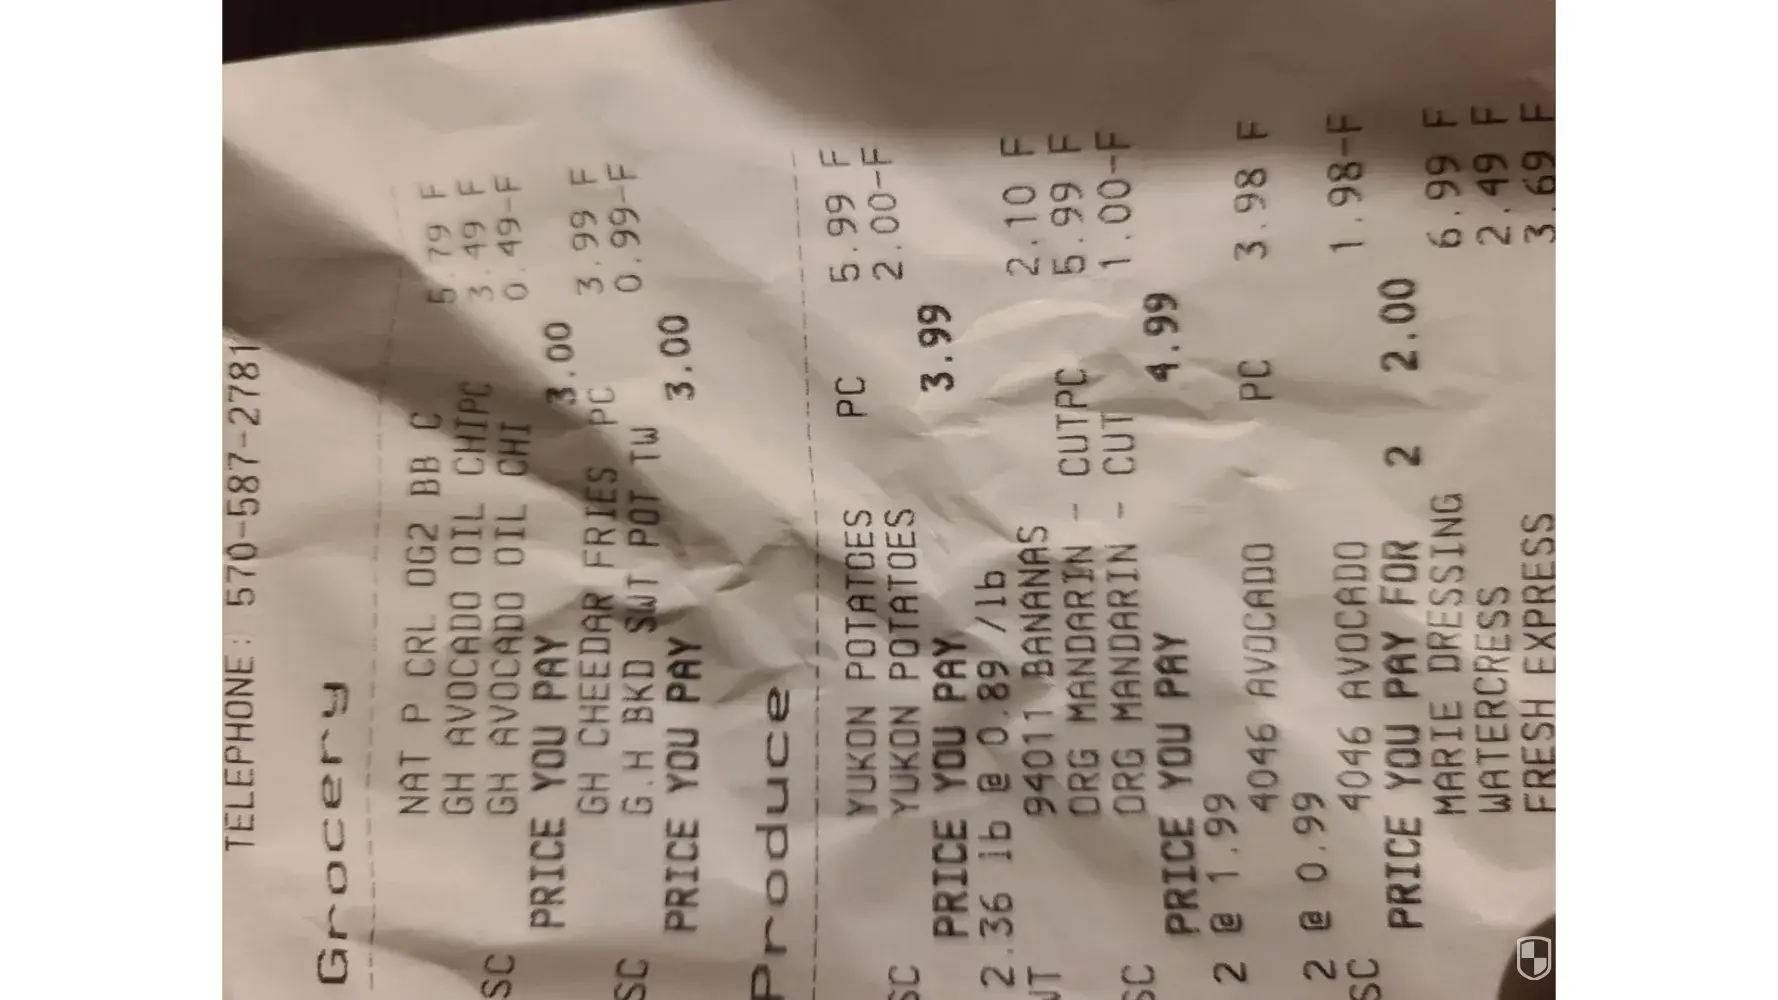 TELEPHONE: 570-587-2781
Grocery
NAT P CRL OG2 BB C 5.79 F
GH AVOCADO OIL CHIPC 3.49 F
SC GH AVOCADO OIL CHI 0.49-F
PRICE YOU PAY 3.00
GH CHEEDAR FRIES PC 3.99 F
SC G.H BKD SWT POT TW 0.99-F
PRICE YOU PAY 3.00
Produce
YUKON POTATOES PC 5.99 F
SC YUKON POTATOES 2.00-F
PRICE YOU PAY 3.99
2.36 lb @ 0.89 /lb
WT 94011 BANANAS 2.10 F
ORG MANDARIN - CUTPC 5.99 F
SC ORG MANDARIN - CUT 1.00-F
PRICE YOU PAY 4.99
2 @ 1.99
4046 AVOCADO PC 3.98 F
2 @ 0.99
SC 4046 AVOCADO 1.98-F
PRICE YOU PAY FOR 2 2.00
MARIE DRESSING 6.99 F
WATERCRESS 2.49 F
FRESH EXPRESS 3.69 F